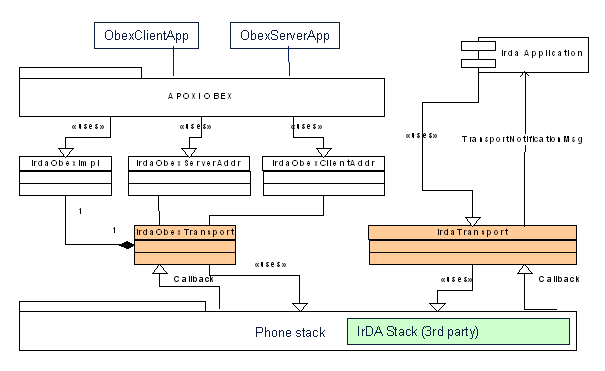 ObexClientApp
ObexServerApp
Irda Application
APOXI OBEX
«uses»
«uses»
«uses»
«uses»
TransportNotificationMsg
IrdaObexImpl
IrdaObexServerAddr
IrdaObexClientAddr
1
1
IrdaObexTransport
IrdaTransport
Callback
«uses»
«uses»
Callback
Phone stack
IrDA Stack (3rd party)